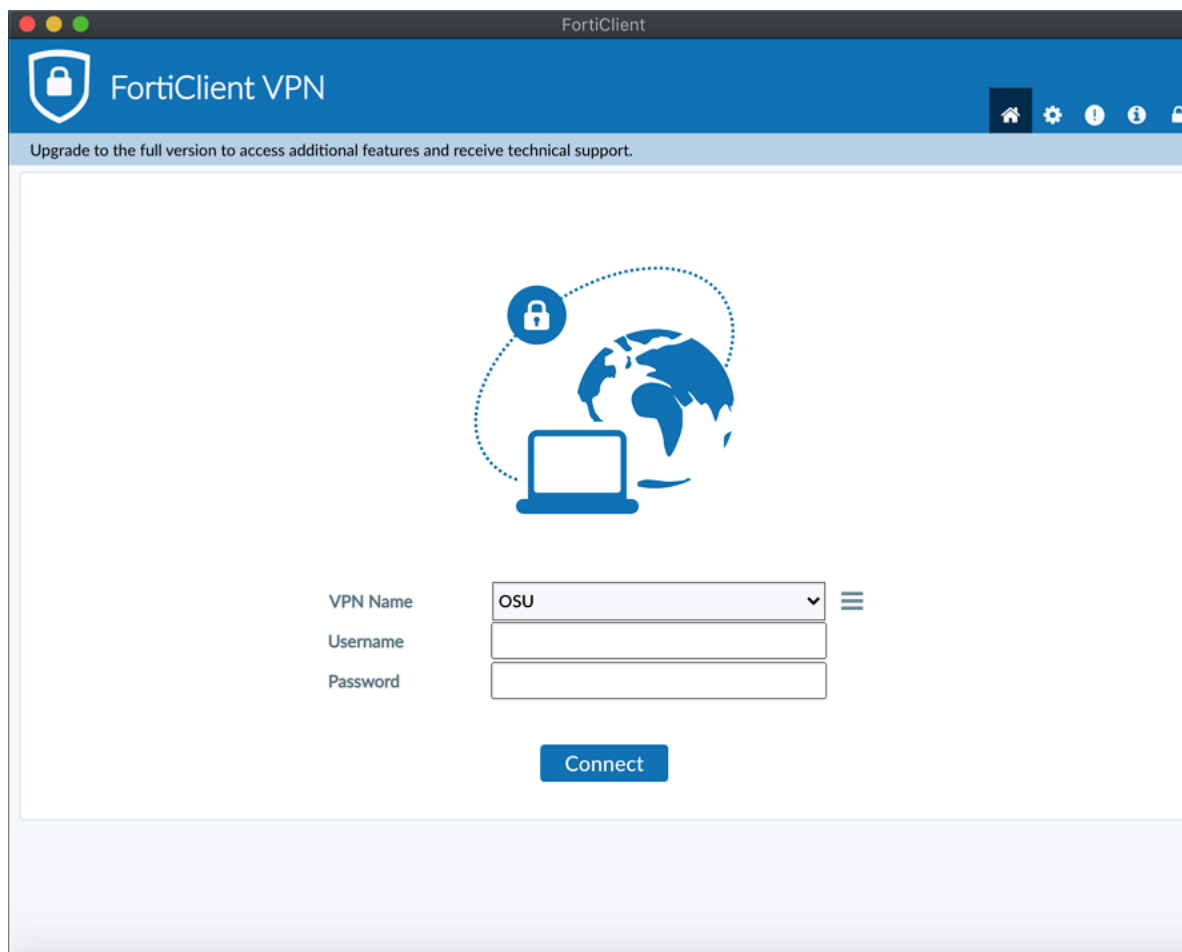 FortiClient
FortiClient VPN
Upgrade to the full version to access additional features and receive technical support.
VPN Name
OSU
Username
Password
Connect